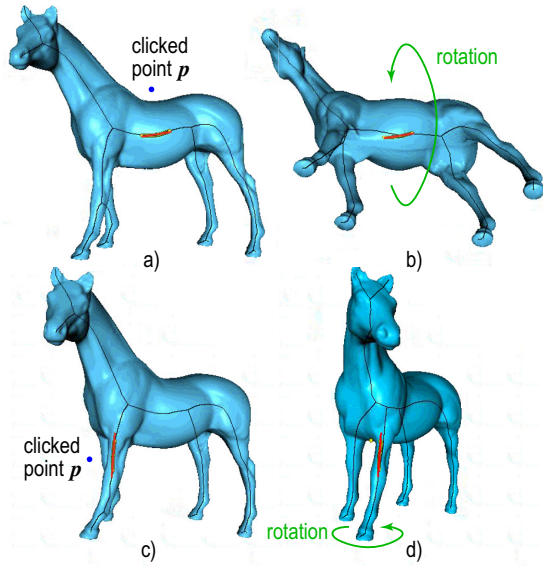 clicked
point p
rotation
a)
b)
clicked
point p
rotation
c)
d)